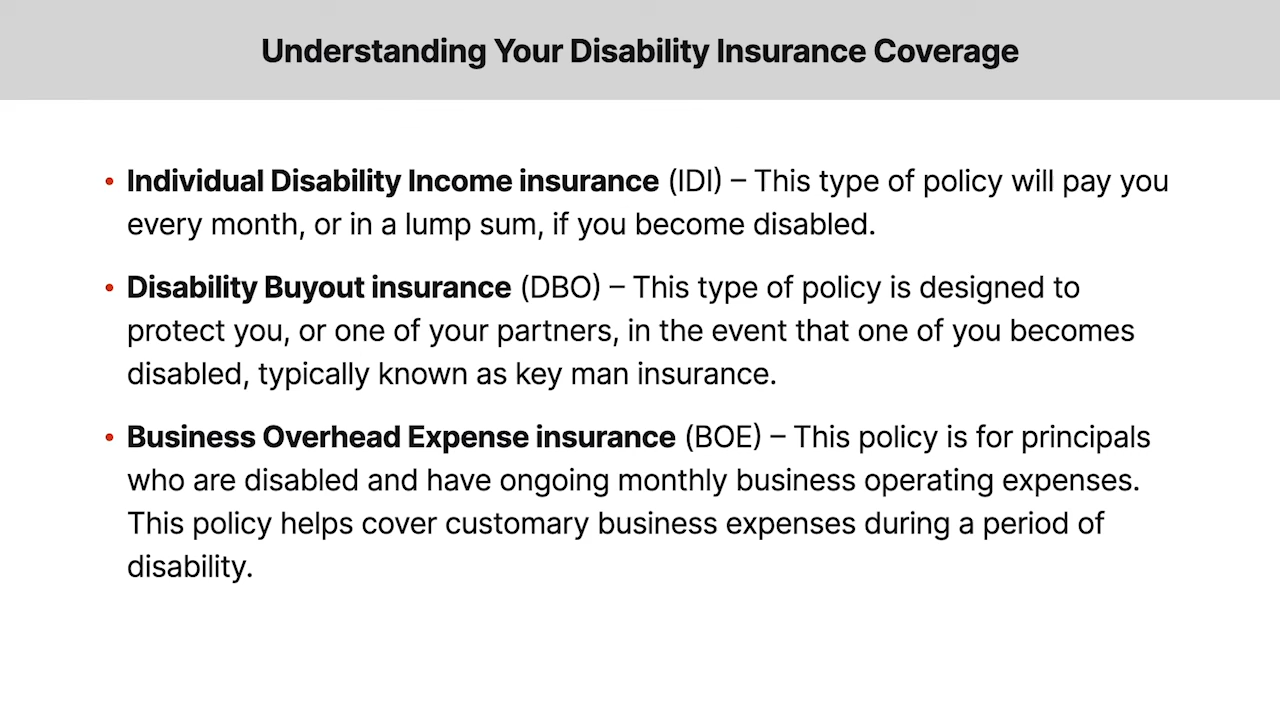 Understanding Your Disability Insurance Coverage
• Individual Disability Income insurance (IDI) – This type of policy will pay you
every month, or in a lump sum, if you become disabled.
• Disability Buyout insurance (DBO) – This type of policy is designed to
protect you, or one of your partners, in the event that one of you becomes
disabled, typically known as key man insurance.
• Business Overhead Expense insurance (BOE) – This policy is for principals
who are disabled and have ongoing monthly business operating expenses.
This policy helps cover customary business expenses during a period of
disability.